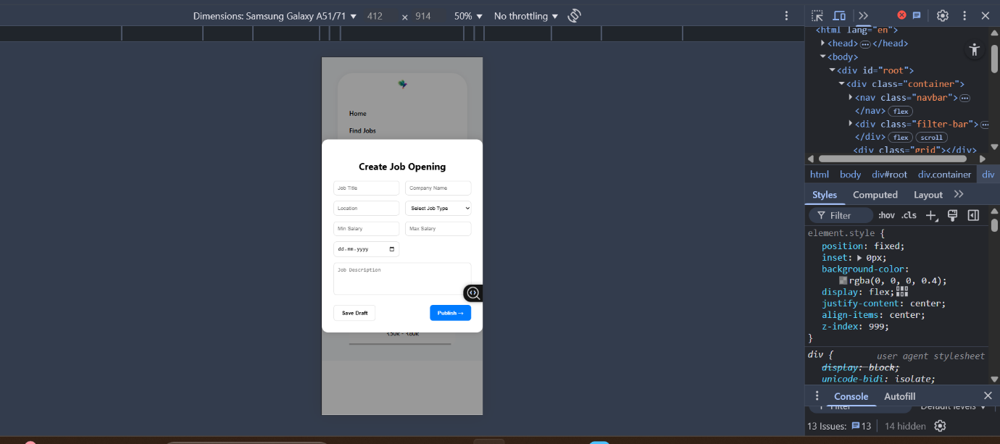 Dimensions: Samsung Galaxy A51/71 ▼ 412 × 914 50% ▼ No throttling ▼
Home
Find Jobs
Create Job Opening
Job Title Company Name
Location Select Job Type
Min Salary Max Salary
dd-mm-yyyy
Job Description
Save Draft Publish →
₹50k - ₹80k
<html lang="en">
▶ <head> ••• </head>
▼ <body>
▼ <div id="root">
▼ <div class="container">
▶ <nav class="navbar"> •••
</nav> flex
▶ <div class="filter-bar"> •••
</div> flex scroll
<div class="grid"></div>
html body div#root div.container div
Styles Computed Layout
Filter :hov .cls
element.style {
position: fixed;
inset: ▶ 0px;
background-color:
rgba(0, 0, 0, 0.4);
display: flex;
justify-content: center;
align-items: center;
z-index: 999;
}
div { user agent stylesheet
display: block;
unicode-bidi: isolate;
Console Autofill
Filter Default levels ▼
13 Issues: 13 14 hidden